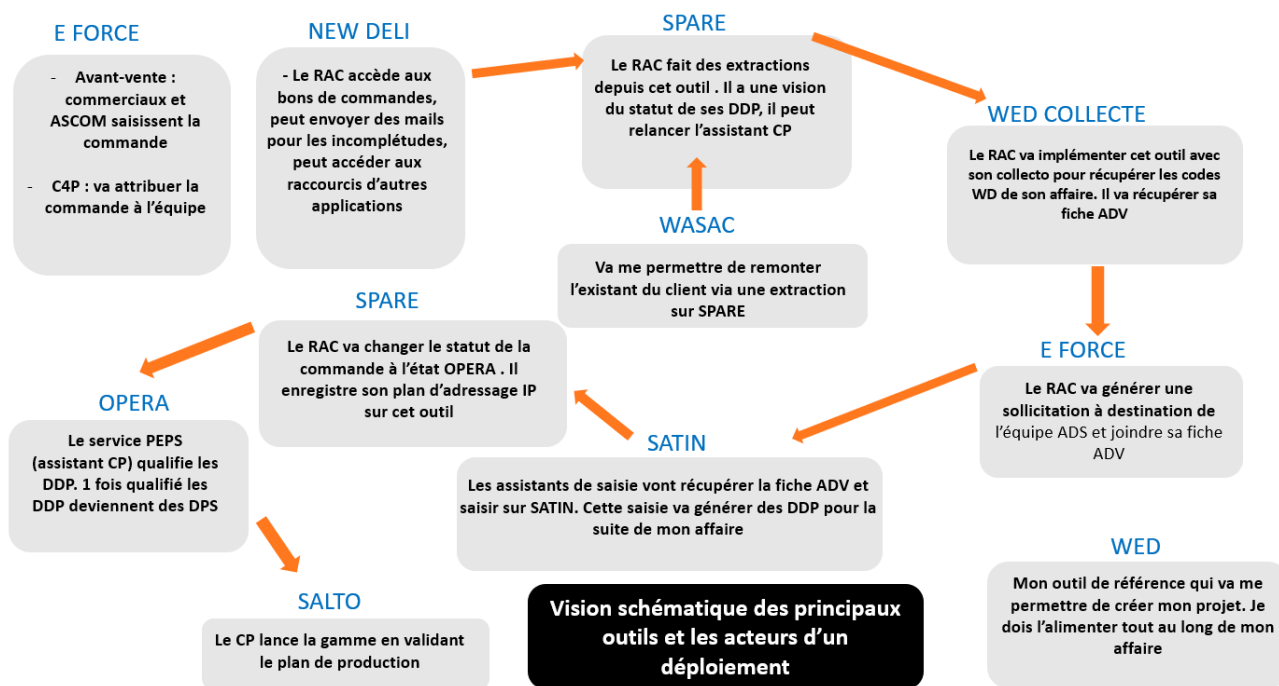 E FORCE
- Avant-vente :
commerciaux et
ASCOM saisissent la
commande
- C4P : va attribuer la
commande à l’équipe
NEW DELI
- Le RAC accède aux
bons de commandes,
peut envoyer des mails
pour les incomplétudes,
peut accéder aux
raccourcis d’autres
applications
SPARE
Le RAC fait des extractions
depuis cet outil . Il a une vision
du statut de ses DDP, il peut
relancer l’assistant CP
WED COLLECTE
Le RAC va implémenter cet outil avec
son collecto pour récupérer les codes
WD de son affaire. Il va récupérer sa
fiche ADV
WASAC
Va me permettre de remonter
l’existant du client via une extraction
sur SPARE
E FORCE
Le RAC va générer une
sollicitation à destination de
l’équipe ADS et joindre sa fiche
ADV
SATIN
Les assistants de saisie vont récupérer la fiche ADV et
saisir sur SATIN. Cette saisie va générer des DDP pour la
suite de mon affaire
SPARE
Le RAC va changer le statut de la
commande à l’état OPERA . Il
enregistre son plan d’adressage IP
sur cet outil
OPERA
Le service PEPS
(assistant CP) qualifie les
DDP. 1 fois qualifié les
DDP deviennent des DPS
SALTO
Le CP lance la gamme en validant
le plan de production
Vision schématique des principaux
outils et les acteurs d’un
déploiement
WED
Mon outil de référence qui va me
permettre de créer mon projet. Je
dois l’alimenter tout au long de mon
affaire